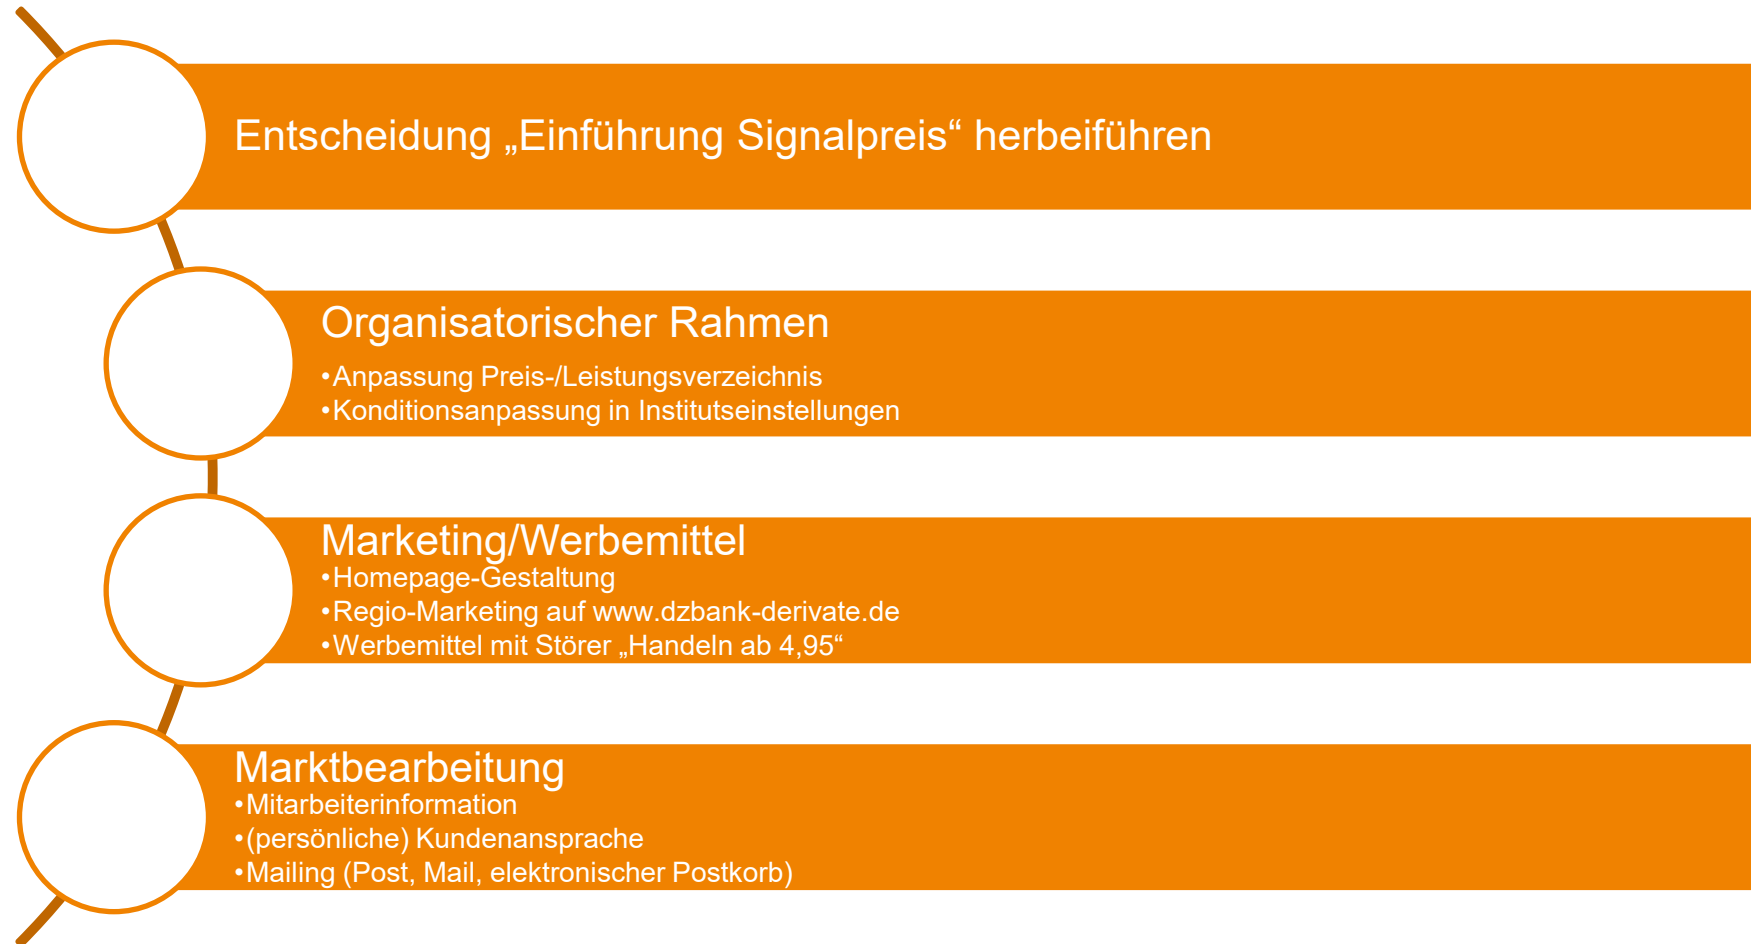 Entscheidung „Einführung Signalpreis“ herbeiführen
Organisatorischer Rahmen
•Anpassung Preis-/Leistungsverzeichnis
•Konditionsanpassung in Institutseinstellungen
Marketing/Werbemittel
•Homepage-Gestaltung
•Regio-Marketing auf www.dzbank-derivate.de
•Werbemittel mit Störer „Handeln ab 4,95“
Marktbearbeitung
•Mitarbeiterinformation
•(persönliche) Kundenansprache
•Mailing (Post, Mail, elektronischer Postkorb)